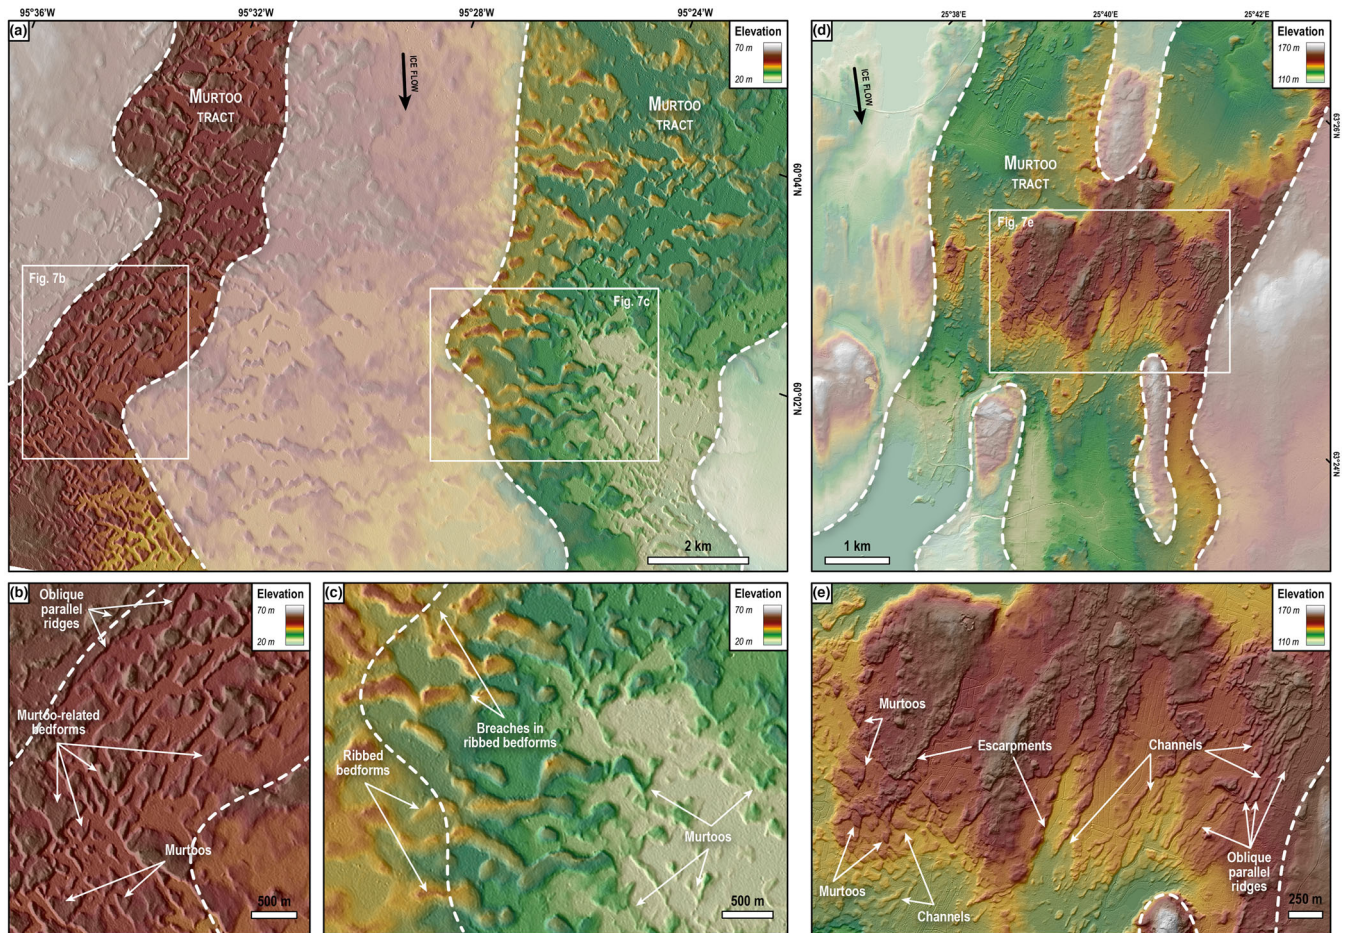 95°36'W
95°32'W
95°28'W
95°24'W
(a)
MURTOO
TRACT
ICE FLOW
MURTOO
TRACT
Elevation
70 m
20 m
60°04'N
60°02'N
Fig. 7b
Fig. 7c
2 km
25°38'E
25°40'E
25°42'E
(d)
ICE FLOW
MURTOO
TRACT
Elevation
170 m
110 m
63°26'N
63°24'N
Fig. 7e
1 km
(b)
Oblique
parallel
ridges
Elevation
70 m
20 m
Murtoo-related
bedforms
Murtoos
500 m
(c)
Elevation
70 m
20 m
Breaches in
ribbed bedforms
Ribbed
bedforms
Murtoos
500 m
(e)
Elevation
170 m
110 m
Murtoos
Escarpments
Channels
Murtoos
Channels
Oblique
parallel
ridges
250 m